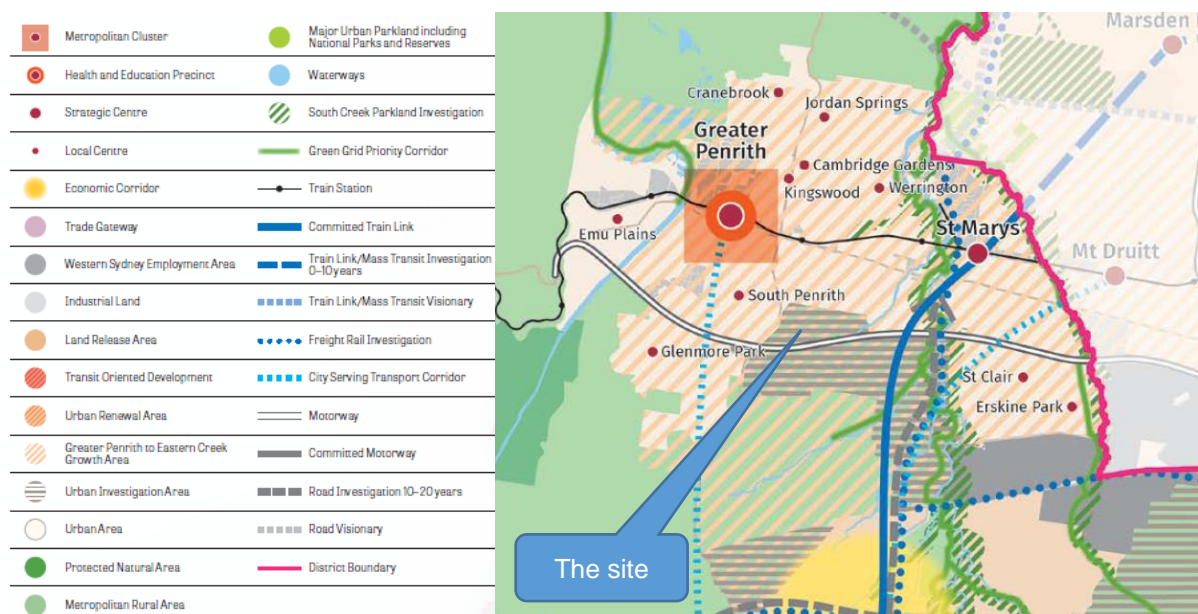 Metropolitan Cluster
Health and Education Precinct
Strategic Centre
Local Centre
Economic Corridor
Trade Gateway
Western Sydney Employment Area
Industrial Land
Land Release Area
Transit Oriented Development
Urban Renewal Area
Greater Penrith to Eastern Creek
Growth Area
Urban Investigation Area
Urban Area
Protected Natural Area
Metropolitan Rural Area
Major Urban Parkland including
National Parks and Reserves
Waterways
South Creek Parkland Investigation
Green Grid Priority Corridor
Train Station
Committed Train Link
Train Link/Mass Transit Investigation
0–10 years
Train Link/Mass Transit Visionary
Freight Rail Investigation
City Serving Transport Corridor
Motorway
Committed Motorway
Road Investigation 10–20 years
Road Visionary
District Boundary
Marsden
Cranebrook
Jordan Springs
Greater
Penrith
Cambridge Gardens
Kingswood
Werrington
Emu Plains
St Marys
Mt Druitt
South Penrith
Glenmore Park
St Clair
Erskine Park
The site